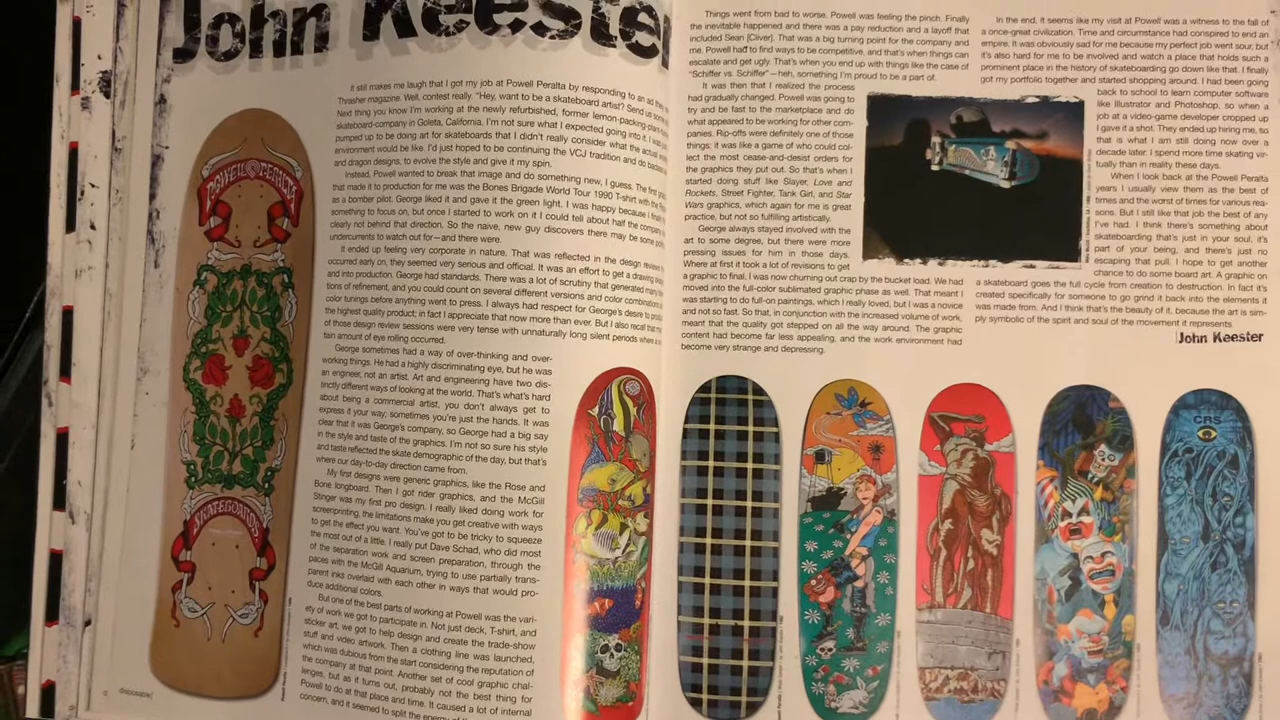 John Keester
It still makes me laugh that I got my job at Powell Peralta by responding to an ad they
Thrasher magazine. Well, contest really. "Hey, want to be a skateboard artist? Send us some
Next thing you know I'm working at the newly refurbished, former lemon-packing-plant
skateboard-company in Goleta, California. I'm not sure what I expected going into it. I was
pumped up to be doing art for skateboards that I didn't really consider what the actual
environment would be like. I'd just hoped to be continuing the VCJ tradition and do
and dragon designs, to evolve the style and give it my spin.
Instead, Powell wanted to break that image and do something new, I guess. The first
that made it to production for me was the Bones Brigade World Tour 1990 T-shirt with the
as a bomber pilot. George liked it and gave it the green light. I was happy because I
something to focus on, but once I started to work on it I could tell about half the company
clearly not behind that direction. So the naive, new guy discovers there may be some
undercurrents to watch out for—and there were.
It ended up feeling very corporate in nature. That was reflected in the design
occurred early on, they seemed very serious and official. It was an effort to get a drawing
and into production. George had standards. There was a lot of scrutiny that generated many
tions of refinement, and you could count on several different versions and color combinations
color tunings before anything went to press. I always had respect for George's desire to
the highest quality product; in fact I appreciate that now more than ever. But I also recall that
of those design review sessions were very tense with unnaturally long silent periods where a
tain amount of eye rolling occurred.
George sometimes had a way of over-thinking and over-
working things. He had a highly discriminating eye, but he was
an engineer, not an artist. Art and engineering have two dis-
tinctly different ways of looking at the world. That's what's hard
about being a commercial artist, you don't always get to
express it your way; sometimes you're just the hands. It was
clear that it was George's company, so George had a big say
in the style and taste of the graphics. I'm not so sure his style
and taste reflected the skate demographic of the day, but that's
where our day-to-day direction came from.
My first designs were generic graphics, like the Rose and
Bone longboard. Then I got rider graphics, and the McGill
Stinger was my first pro design. I really liked doing work for
screenprinting, the limitations make you get creative with ways
to get the effect you want. You've got to be tricky to squeeze
the most out of a little. I really put Dave Schad, who did most
of the separation work and screen preparation, through the
paces with the McGill Aquarium, trying to use partially trans-
parent inks overlaid with each other in ways that would pro-
duce additional colors.
But one of the best parts of working at Powell was the vari-
ety of work we got to participate in. Not just deck, T-shirt, and
sticker art, we got to help design and create the trade-show
stuff and video artwork. Then a clothing line was launched,
which was dubious from the start considering the reputation of
the company at that point. Another set of cool graphic chal-
lenges, but as it turns out, probably not the best thing for
Powell to do at that place and time. It caused a lot of internal
concern, and it seemed to split the energy of the
disposable
POWELL PERALTA
SKATEBOARDS
Things went from bad to worse. Powell was feeling the pinch. Finally
the inevitable happened and there was a pay reduction and a layoff that
included Sean [Cliver]. That was a big turning point for the company and
me. Powell had to find ways to be competitive, and that's when things can
escalate and get ugly. That's when you end up with things like the case of
"Schiffer vs. Schiffer"—heh, something I'm proud to be a part of.
It was then that I realized the process
had gradually changed. Powell was going to
try and be fast to the marketplace and do
what appeared to be working for other com-
panies. Rip-offs were definitely one of those
things; it was like a game of who could col-
lect the most cease-and-desist orders for
the graphics they put out. So that's when I
started doing stuff like Slayer, Love and
Rockets, Street Fighter, Tank Girl, and Star
Wars graphics, which again for me is great
practice, but not so fulfilling artistically.
George always stayed involved with the
art to some degree, but there were more
pressing issues for him in those days.
Where at first it took a lot of revisions to get
a graphic to final, I was now churning out crap by the bucket load. We had
moved into the full-color sublimated graphic phase as well. That meant I
was starting to do full-on paintings, which I really loved, but I was a novice
and not so fast. So that, in conjunction with the increased volume of work,
meant that the quality got stepped on all the way around. The graphic
content had become far less appealing, and the work environment had
become very strange and depressing.
In the end, it seems like my visit at Powell was a witness to the fall of
a once-great civilization. Time and circumstance had conspired to end an
empire. It was obviously sad for me because my perfect job went sour, but
it's also hard for me to be involved and watch a place that holds such a
prominent place in the history of skateboarding go down like that. I finally
got my portfolio together and started shopping around. I had been going
back to school to learn computer software
like Illustrator and Photoshop, so when a
job at a video-game developer cropped up
I gave it a shot. They ended up hiring me, so
that is what I am still doing now over a
decade later. I spend more time skating vir-
tually than in reality these days.
When I look back at the Powell Peralta
years I usually view them as the best of
times and the worst of times for various rea-
sons. But I still like that job the best of any
I've had. I think there's something about
skateboarding that's just in your soul, it's
part of your being, and there's just no
escaping that pull. I hope to get another
chance to do some board art. A graphic on
a skateboard goes the full cycle from creation to destruction. In fact it's
created specifically for someone to go grind it back into the elements it
was made from. And I think that's the beauty of it, because the art is sim-
ply symbolic of the spirit and soul of the movement it represents.
John Keester
CRS